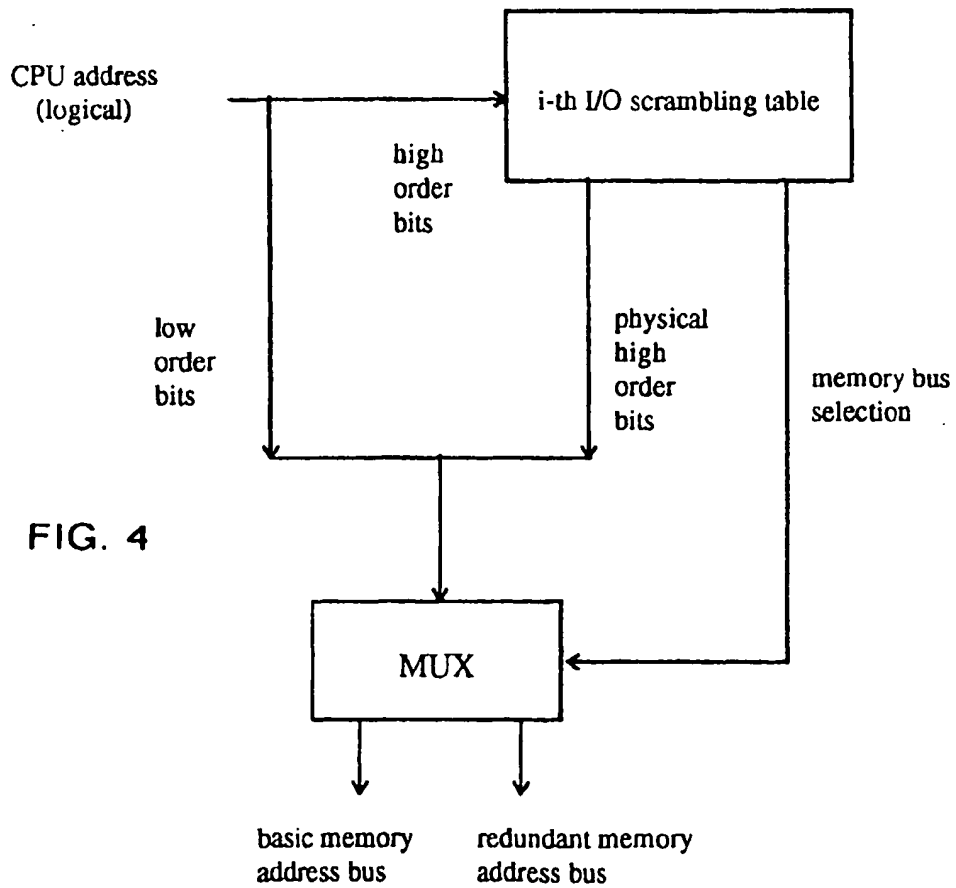 CPU address
(logical)
i-th I/O scrambling table
high
order
bits
low
order
bits
physical
high
order
bits
memory bus
selection
FIG. 4
MUX
basic memory
address bus
redundant memory
address bus